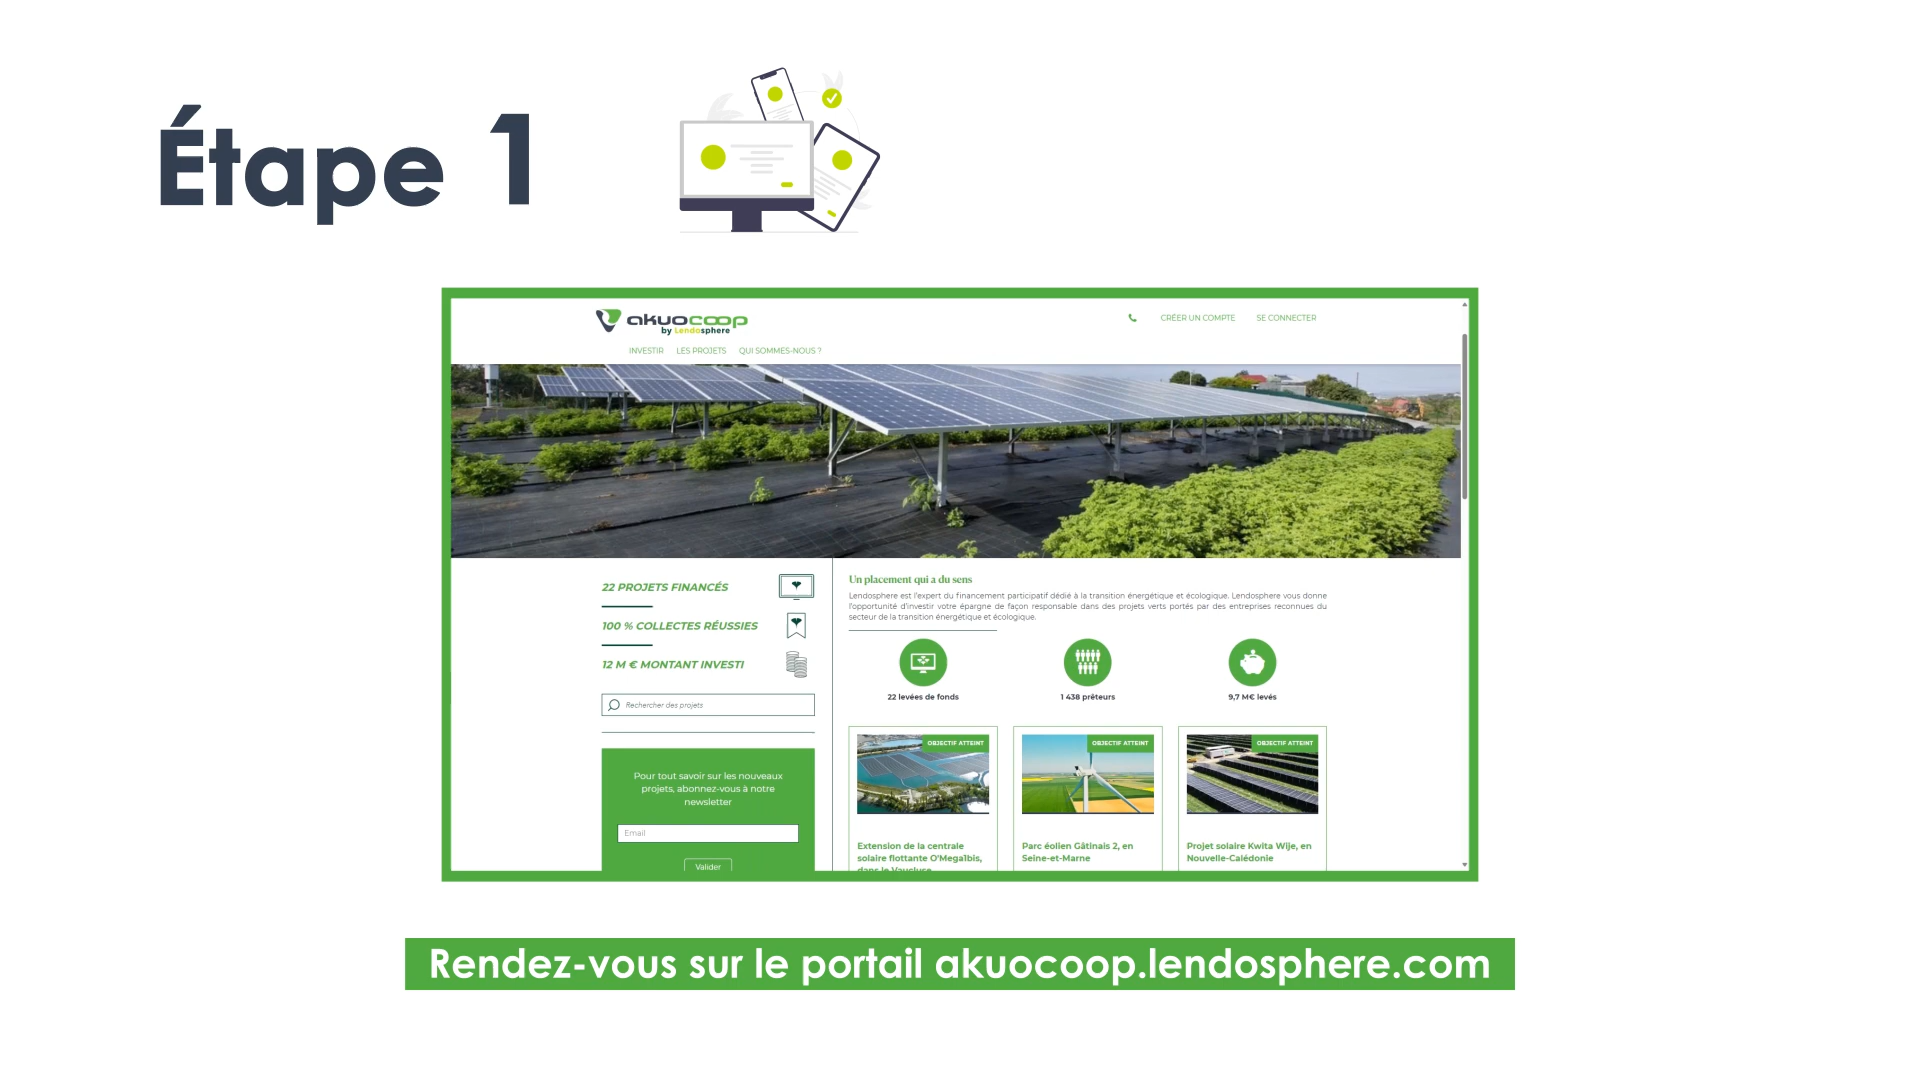 Étape 1
akuocoop
by Lendosphere
CRÉER UN COMPTE
SE CONNECTER
INVESTIR
LES PROJETS
QUI SOMMES-NOUS ?
22 PROJETS FINANCÉS
100 % COLLECTES RÉUSSIES
12 M € MONTANT INVESTI
Rechercher des projets
Pour tout savoir sur les nouveaux
projets, abonnez-vous à notre
newsletter
Email
Valider
Un placement qui a du sens
Lendosphere est l'expert du financement participatif dédié à la transition énergétique et écologique. Lendosphere vous donne
l'opportunité d'investir votre épargne de façon responsable dans des projets verts portés par des entreprises reconnues du
secteur de la transition énergétique et écologique.
22 levées de fonds
1 438 prêteurs
9,7 M€ levés
OBJECTIF ATTEINT
Extension de la centrale
solaire flottante O'Mega1bis,
dans le Vaucluse
OBJECTIF ATTEINT
Parc éolien Gâtinais 2, en
Seine-et-Marne
OBJECTIF ATTEINT
Projet solaire Kwita Wije, en
Nouvelle-Calédonie
Rendez-vous sur le portail akuocoop.lendosphere.com